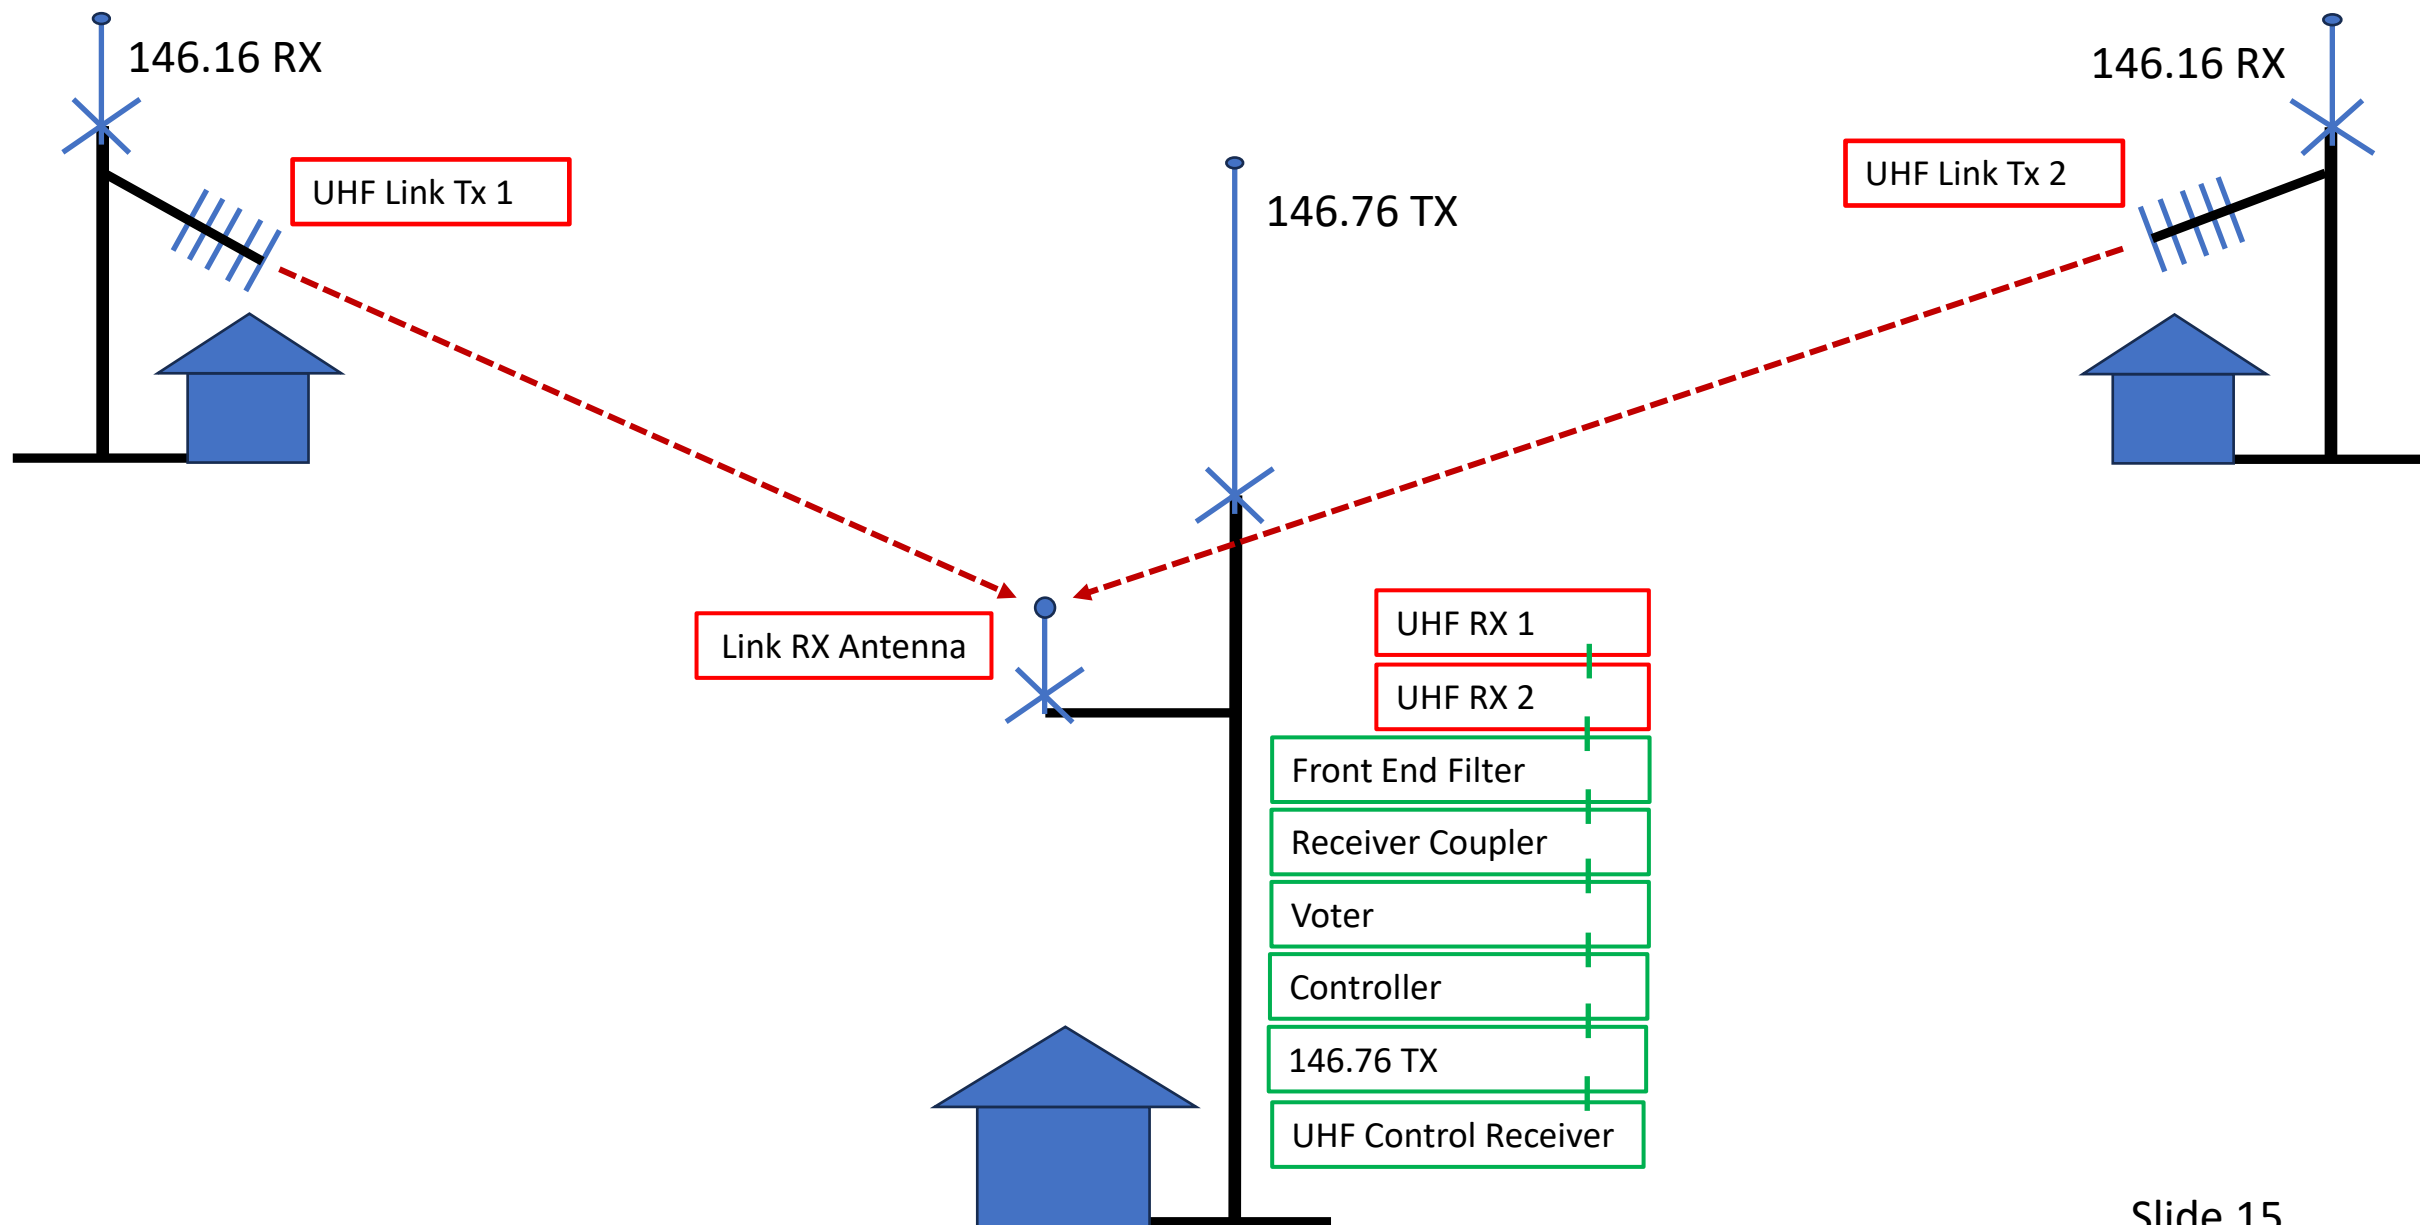 146.16 RX
146.16 RX
UHF Link Tx 1
UHF Link Tx 2
146.76 TX
Link RX Antenna
UHF RX 1
UHF RX 2
Front End Filter
Receiver Coupler
Voter
Controller
146.76 TX
UHF Control Receiver
Slide 15